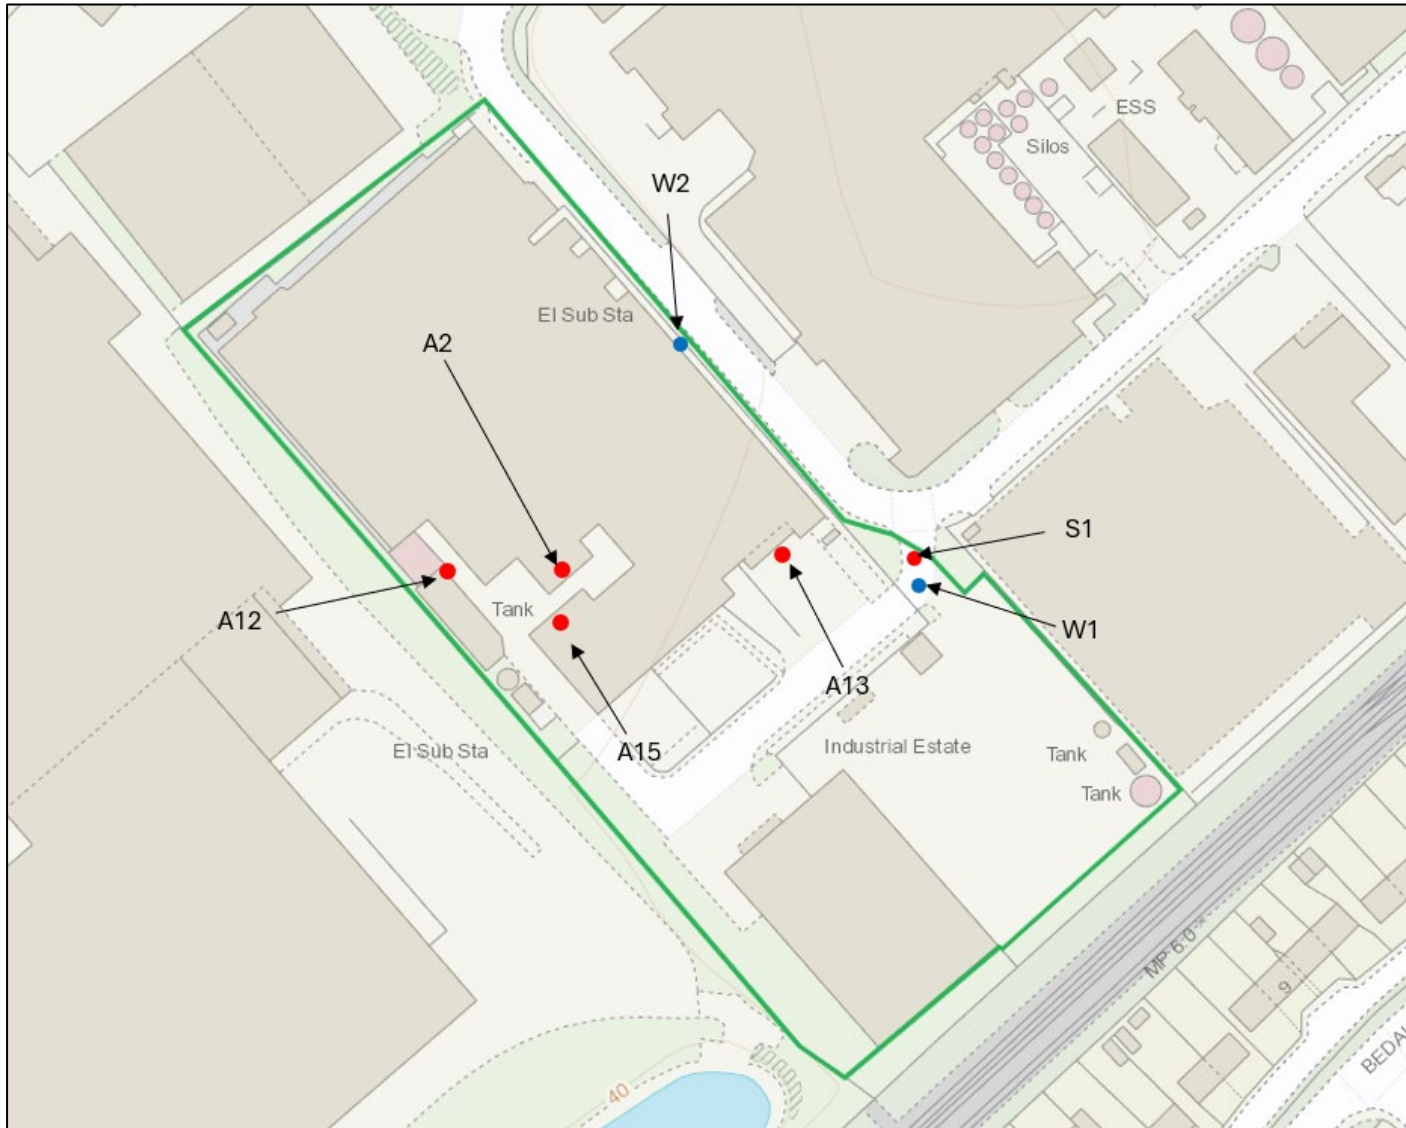 ESS
Silos
W2
El Sub Sta
A2
S1
Tank
A12
W1
A13
El Sub Sta
A15
Industrial Estate
Tank
Tank
MP 6.0
9
40
BEDAL